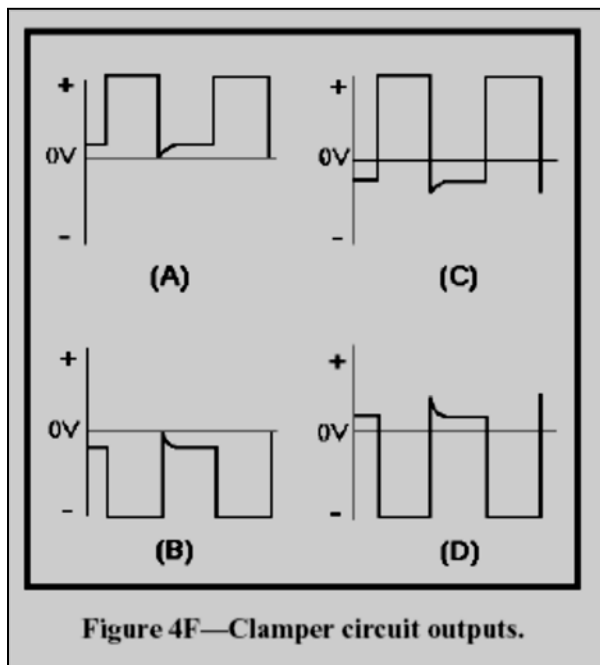 + +
0V 0V
- -
(A) (C)
+ +
0V 0V
- -
(B) (D)
Figure 4F—Clamper circuit outputs.